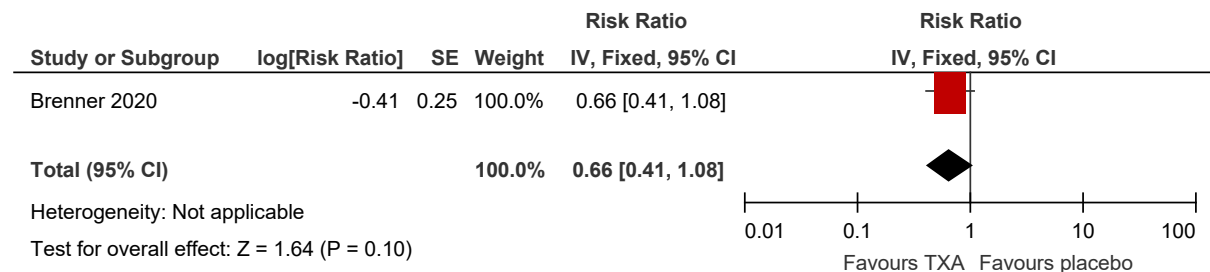 Risk Ratio Risk Ratio
Study or Subgroup log[Risk Ratio] SE Weight IV, Fixed, 95% CI IV, Fixed, 95% CI
Brenner 2020 -0.41 0.25 100.0% 0.66 [0.41, 1.08]
Total (95% CI) 100.0% 0.66 [0.41, 1.08]
Heterogeneity: Not applicable
Test for overall effect: Z = 1.64 (P = 0.10)
0.01 0.1 1 10 100
Favours TXA Favours placebo